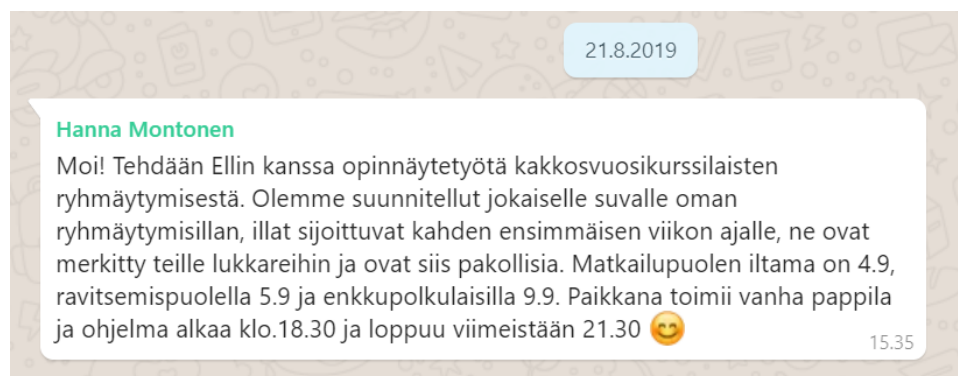 21.8.2019
Hanna Montonen
Moi! Tehdään Ellin kanssa opinnäytetyötä kakkosvuosikurssilaisten
ryhmäytymisestä. Olemme suunnitellut jokaiselle suvalle oman
ryhmäytymisillan, illat sijoittuvat kahden ensimmäisen viikon ajalle, ne ovat
merkitty teille lukkareihin ja ovat siis pakollisia. Matkailupuolen iltama on 4.9,
ravitsemispuolella 5.9 ja enkkupolkulaisilla 9.9. Paikkana toimii vanha pappila
ja ohjelma alkaa klo.18.30 ja loppuu viimeistään 21.30 😊
15.35